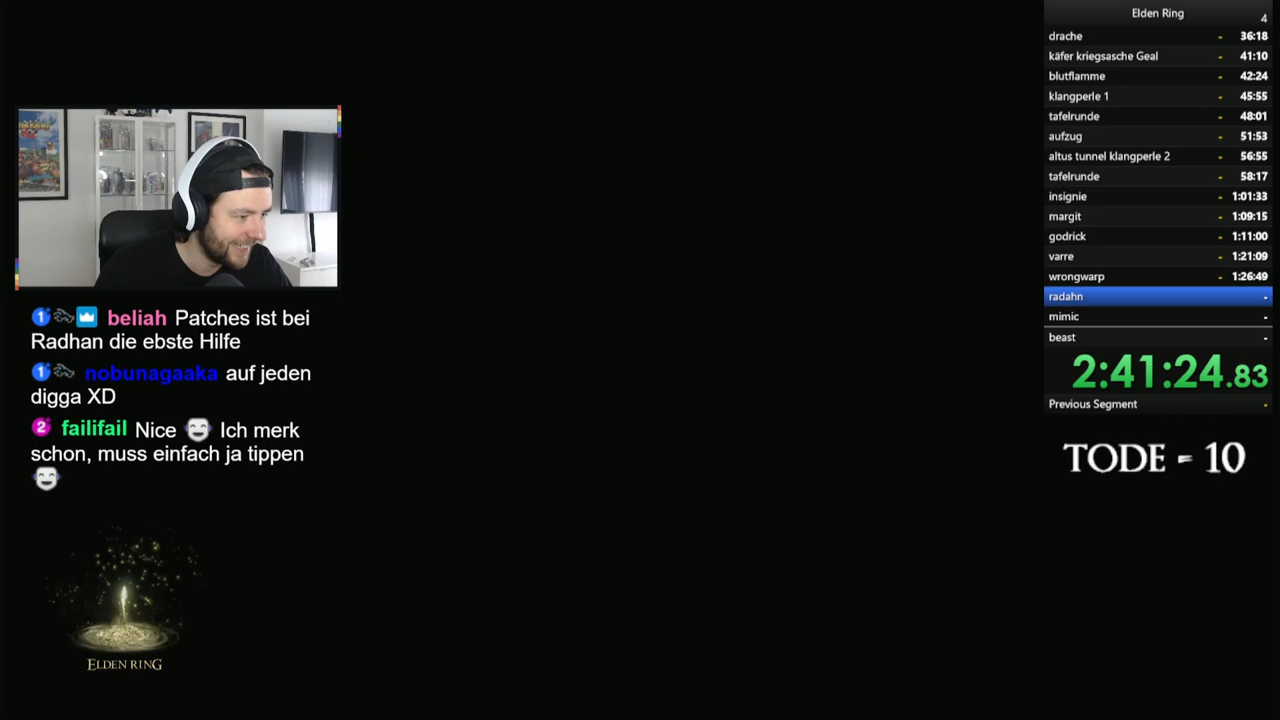 Elden Ring
4
drache - 36:18
käfer kriegsasche Geal - 41:10
blutflamme - 42:24
klangperle 1 - 45:55
tafelrunde - 48:01
aufzug - 51:53
altus tunnel klangperle 2 - 56:55
tafelrunde - 58:17
insignie - 1:01:33
margit - 1:09:15
godrick - 1:11:00
varre - 1:21:09
wrongwarp - 1:26:49
radahn -
mimic -
beast -
2:41:24.83
Previous Segment -
TODE - 10
1 beliah Patches ist bei
Radhan die ebste Hilfe
1 nobunagaaka auf jeden
digga XD
2 failifail Nice Ich merk
schon, muss einfach ja tippen
ELDEN RING